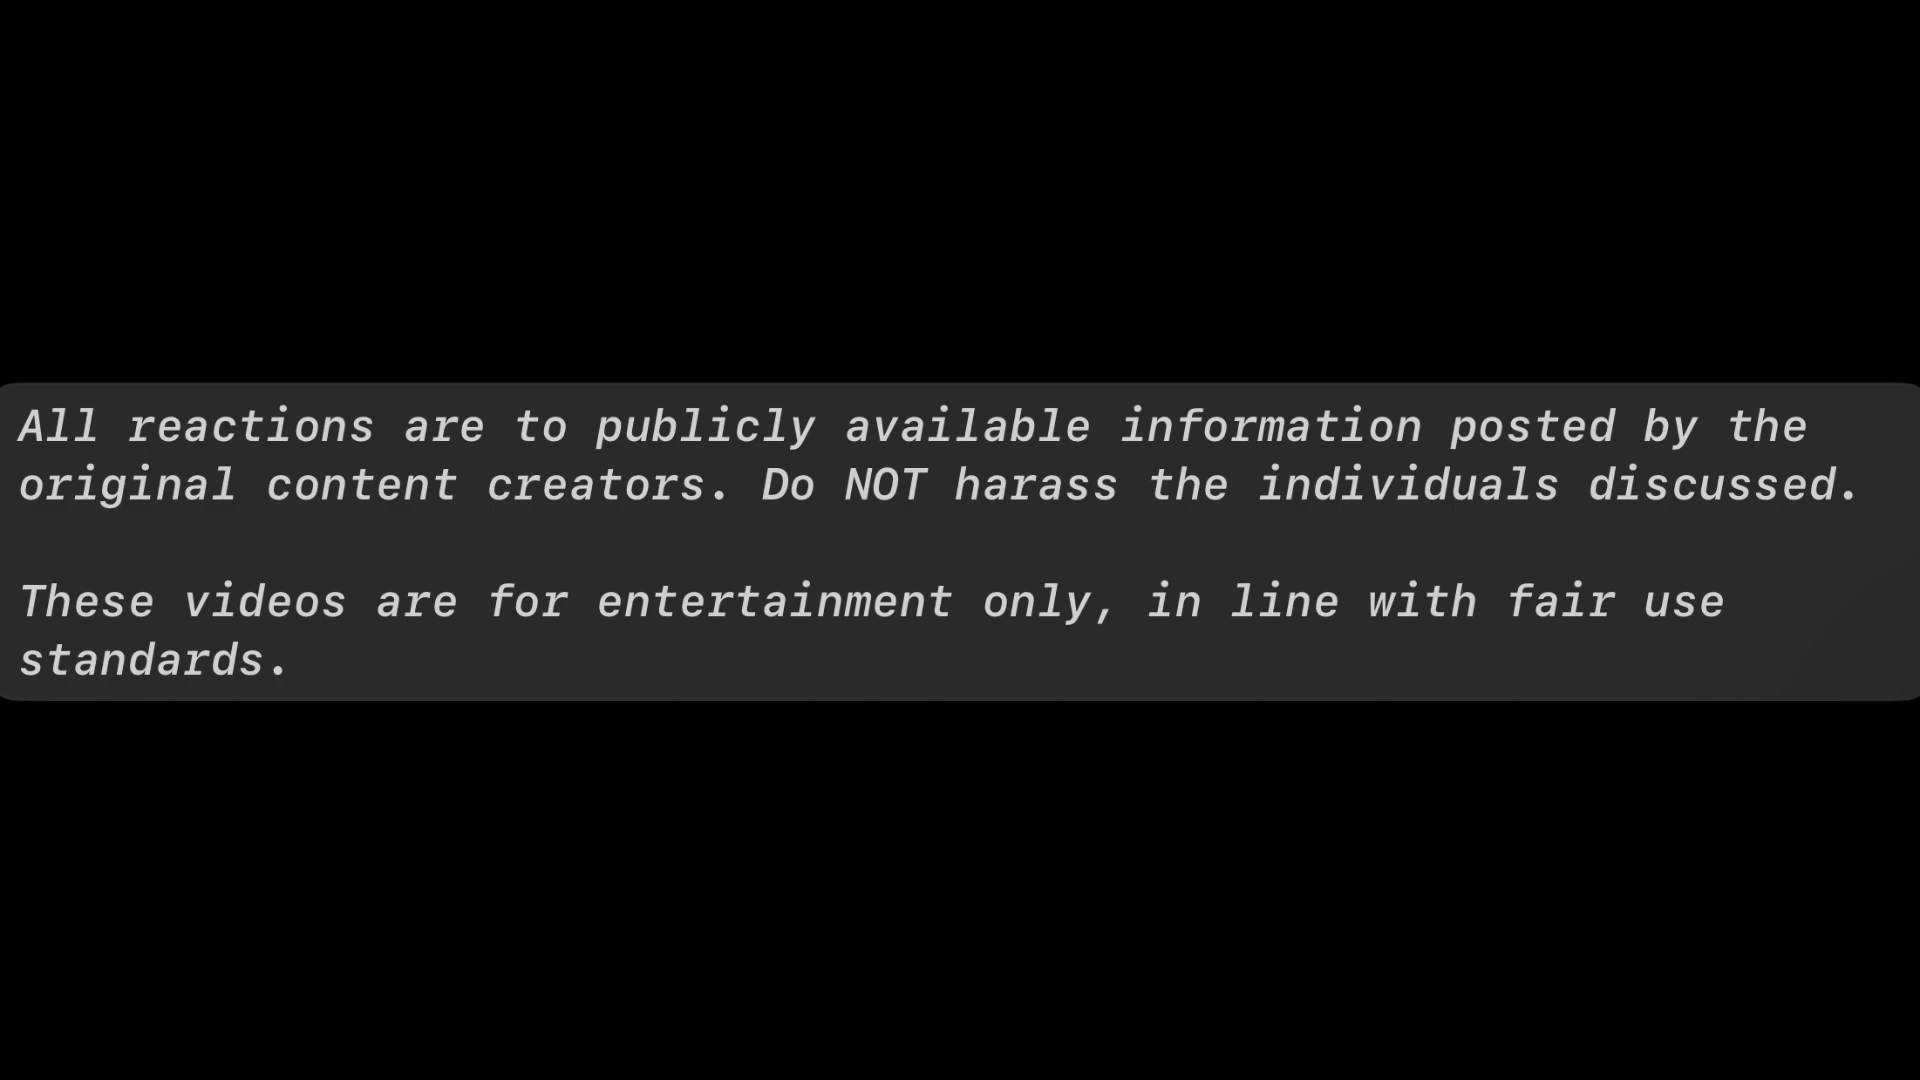 All reactions are to publicly available information posted by the
original content creators. Do NOT harass the individuals discussed.
These videos are for entertainment only, in line with fair use
standards.